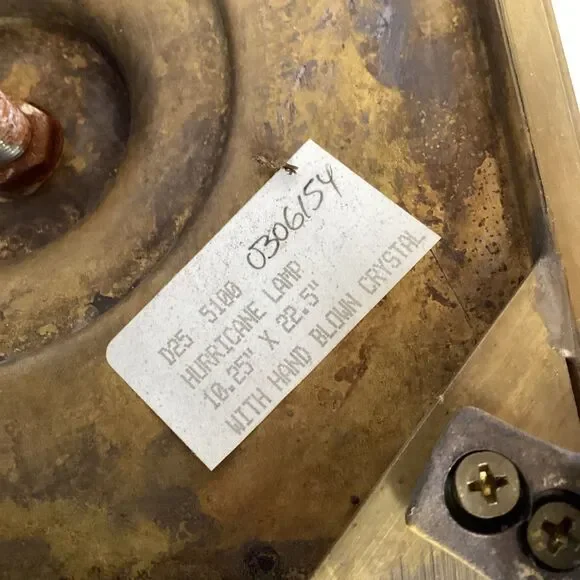 0306154
D25 5100
HURRICANE LAMP
10.25" X 22.5"
WITH HAND BLOWN CRYSTAL